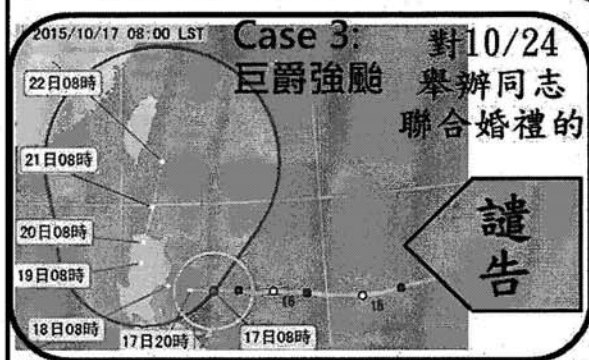 2015/10/17 08:00 LST
Case 3:
巨爵強颱
對10/24
舉辦同志
聯合婚禮的
譴告
22日08時
21日08時
20日08時
19日08時
18日08時
17日20時
17日08時
16
15